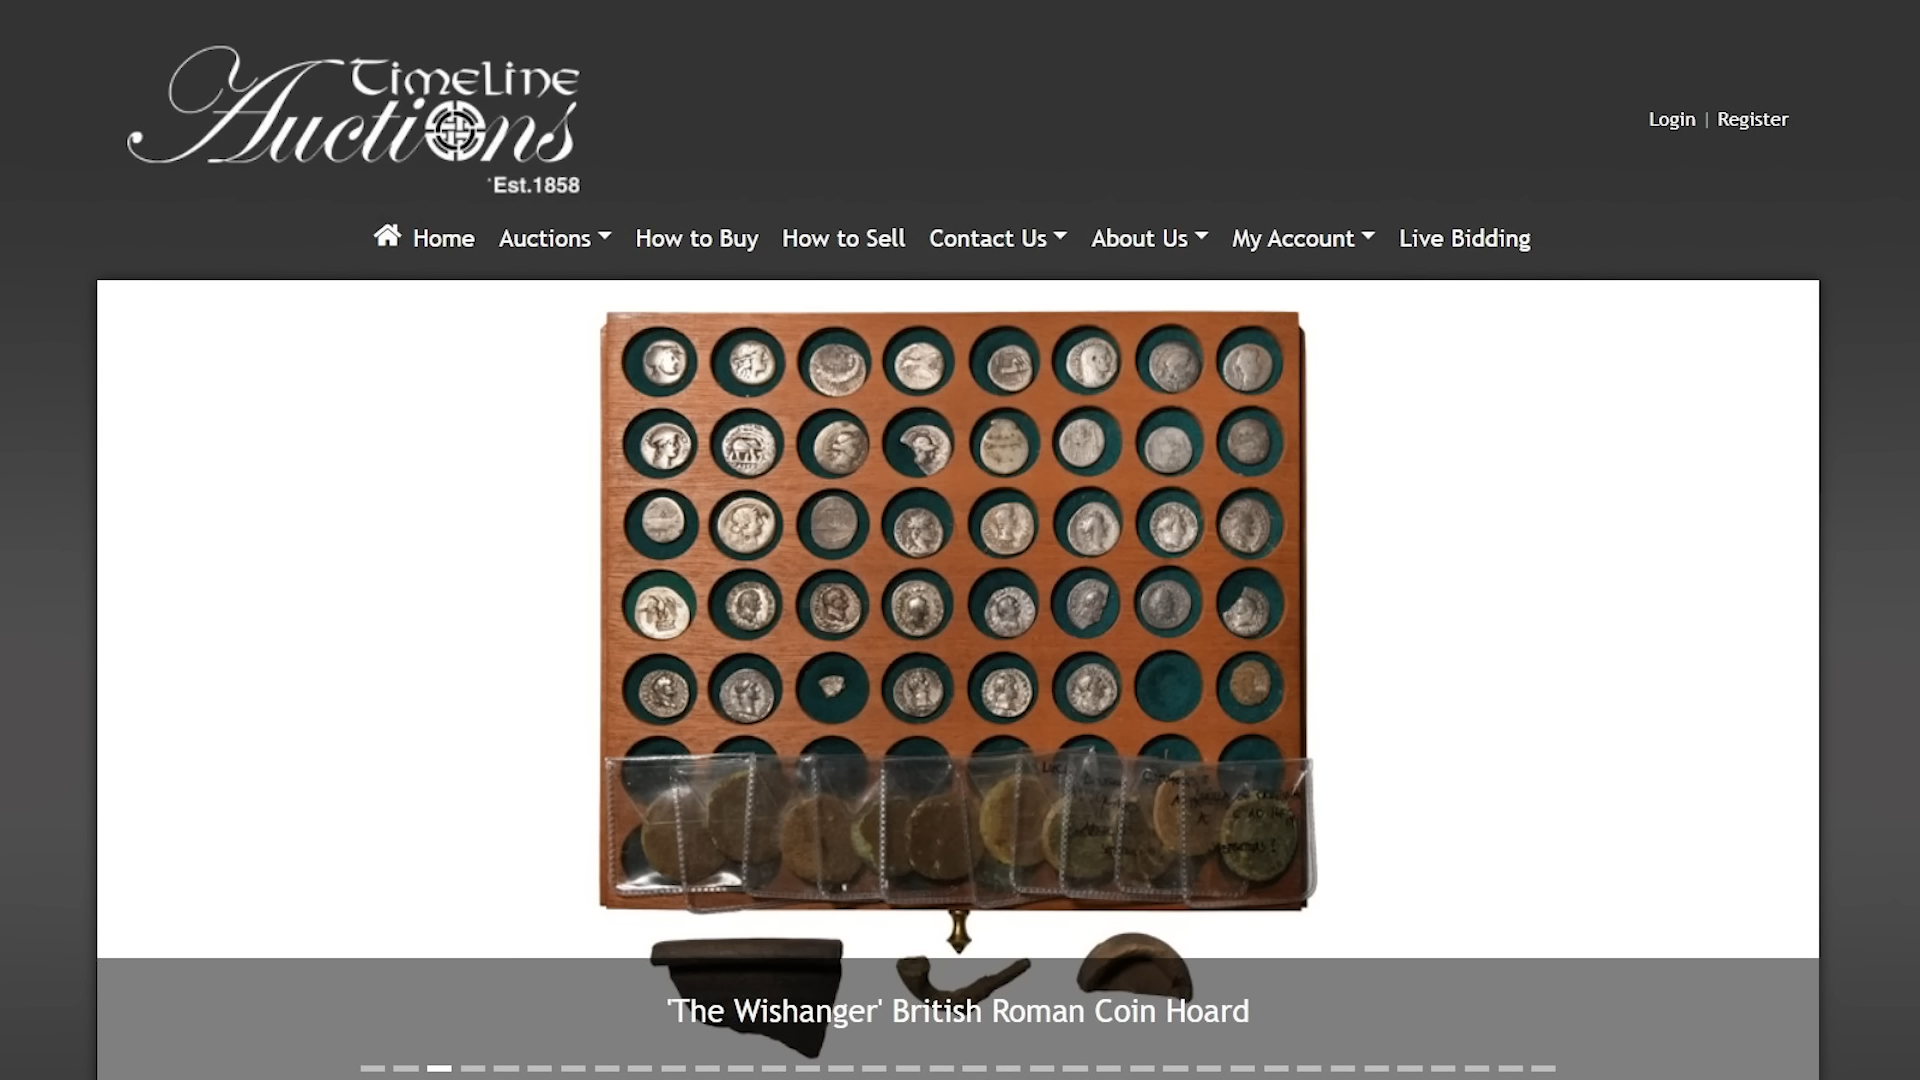 TimeLine
Auctions
Est.1858
Login | Register
Home Auctions How to Buy How to Sell Contact Us About Us My Account Live Bidding
'The Wishanger' British Roman Coin Hoard